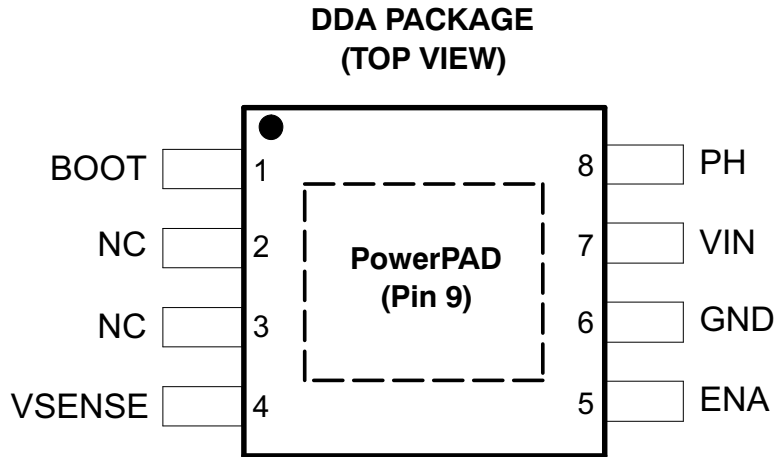 DDA PACKAGE
(TOP VIEW)
BOOT 1 8 PH
NC 2 7 VIN
PowerPAD
(Pin 9)
NC 3 6 GND
VSENSE 4 5 ENA